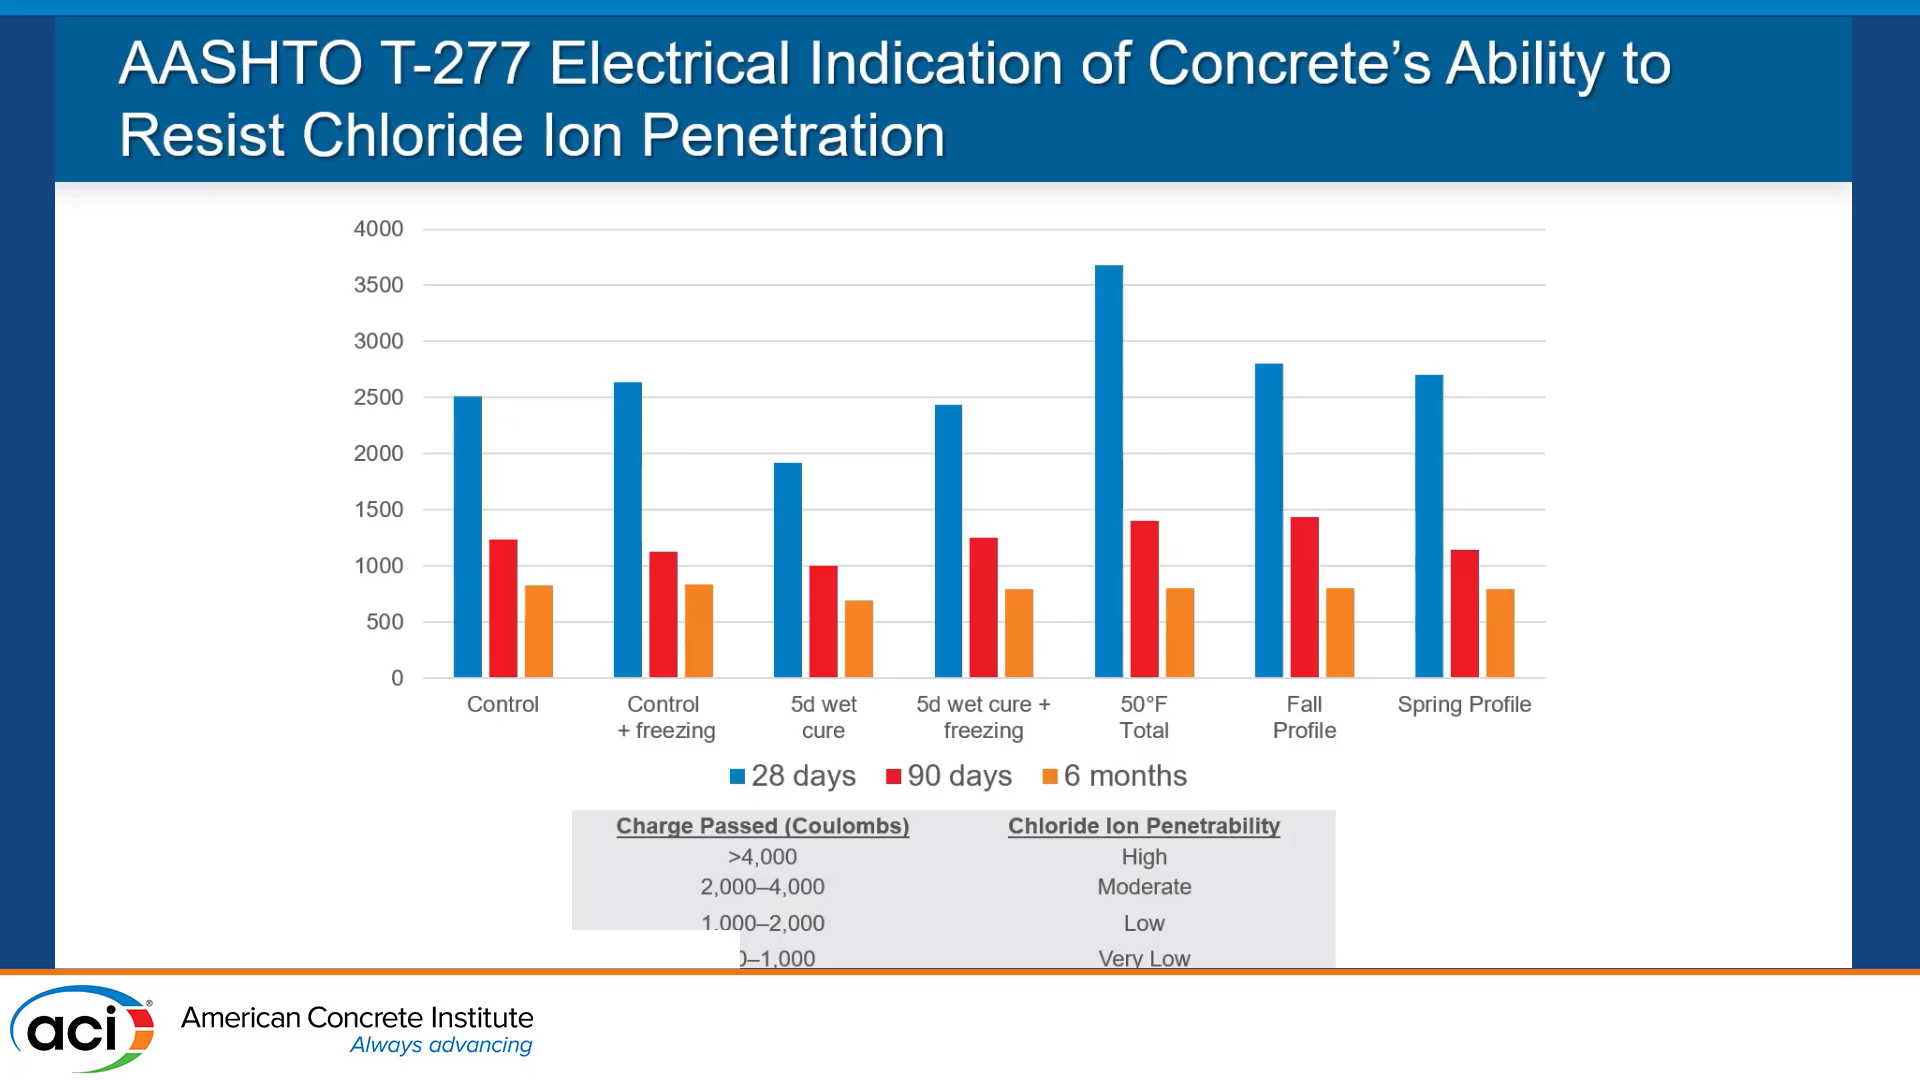 AASHTO T-277 Electrical Indication of Concrete's Ability to
Resist Chloride Ion Penetration
4000
3500
3000
2500
2000
1500
1000
500
0
Control
Control
+ freezing
5d wet
cure
5d wet cure +
freezing
50°F
Total
Fall
Profile
Spring Profile
28 days 90 days 6 months
Charge Passed (Coulombs) Chloride Ion Penetrability
>4,000 High
2,000–4,000 Moderate
1,000–2,000 Low
0–1,000 Very Low
aci®
American Concrete Institute
Always advancing